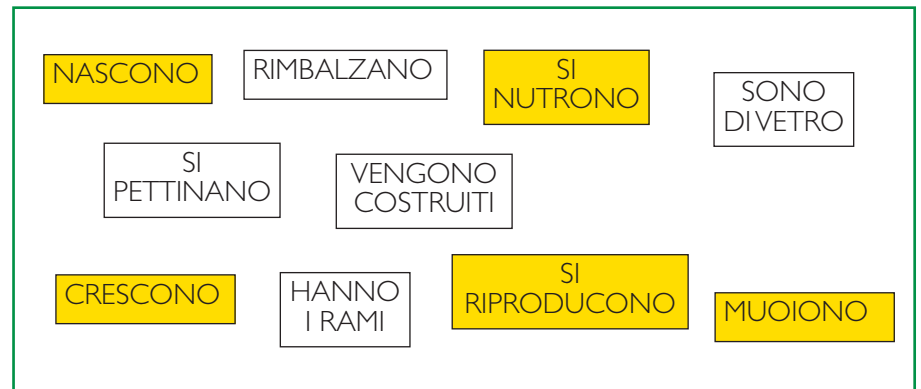 NASCONO
RIMBALZANO
SI
NUTRONO
SONO
DI VETRO
SI
PETTINANO
VENGONO
COSTRUITI
CRESCONO
HANNO
I RAMI
SI
RIPRODUCONO
MUOIONO